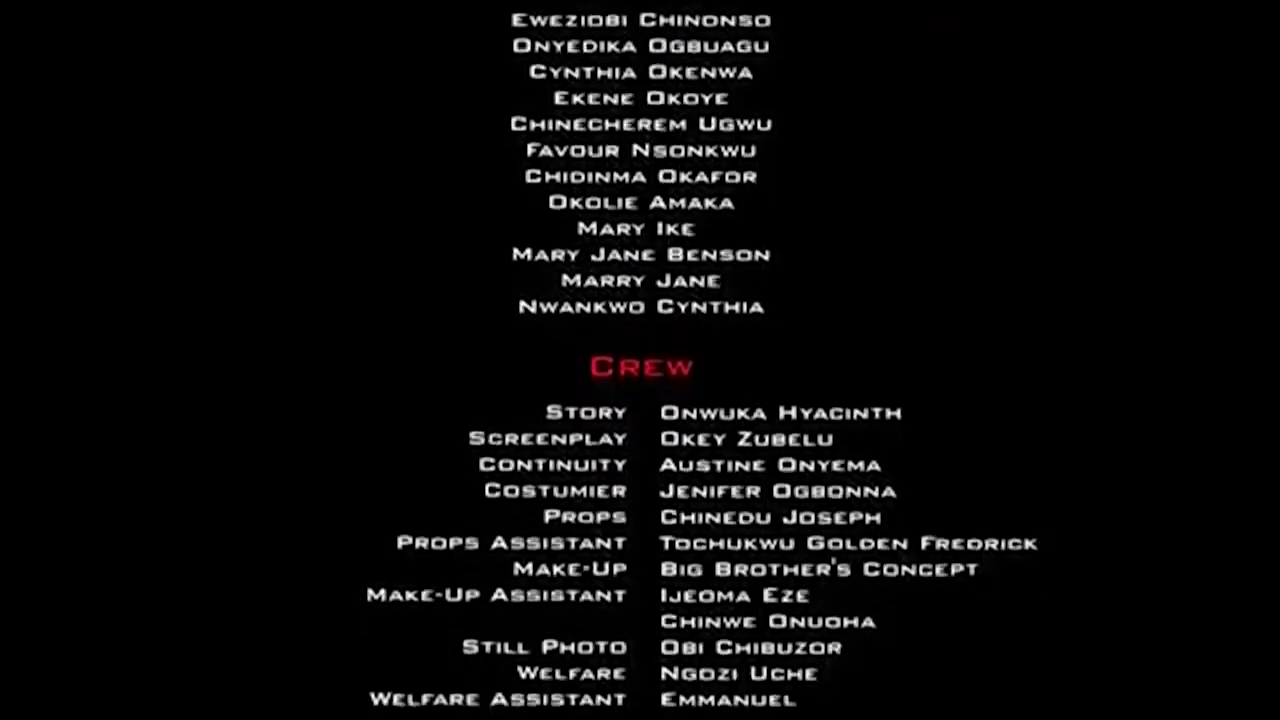 Eweziobi Chinonso
Onyedika Ogbuagu
Cynthia Okenwa
Ekene Okoye
Chinecherem Ugwu
Favour Nsonkwu
Chidinma Okafor
Okolie Amaka
Mary Ike
Mary Jane Benson
Marry Jane
Nwankwo Cynthia
Crew
Story Onwuka Hyacinth
Screenplay Okey Zubelu
Continuity Austine Onyema
Costumier Jenifer Ogbonna
Props Chinedu Joseph
Props Assistant Tochukwu Golden Fredrick
Make-Up Big Brother's Concept
Make-Up Assistant Ijeoma Eze
Chinwe Onuoha
Still Photo Obi Chibuzor
Welfare Ngozi Uche
Welfare Assistant Emmanuel